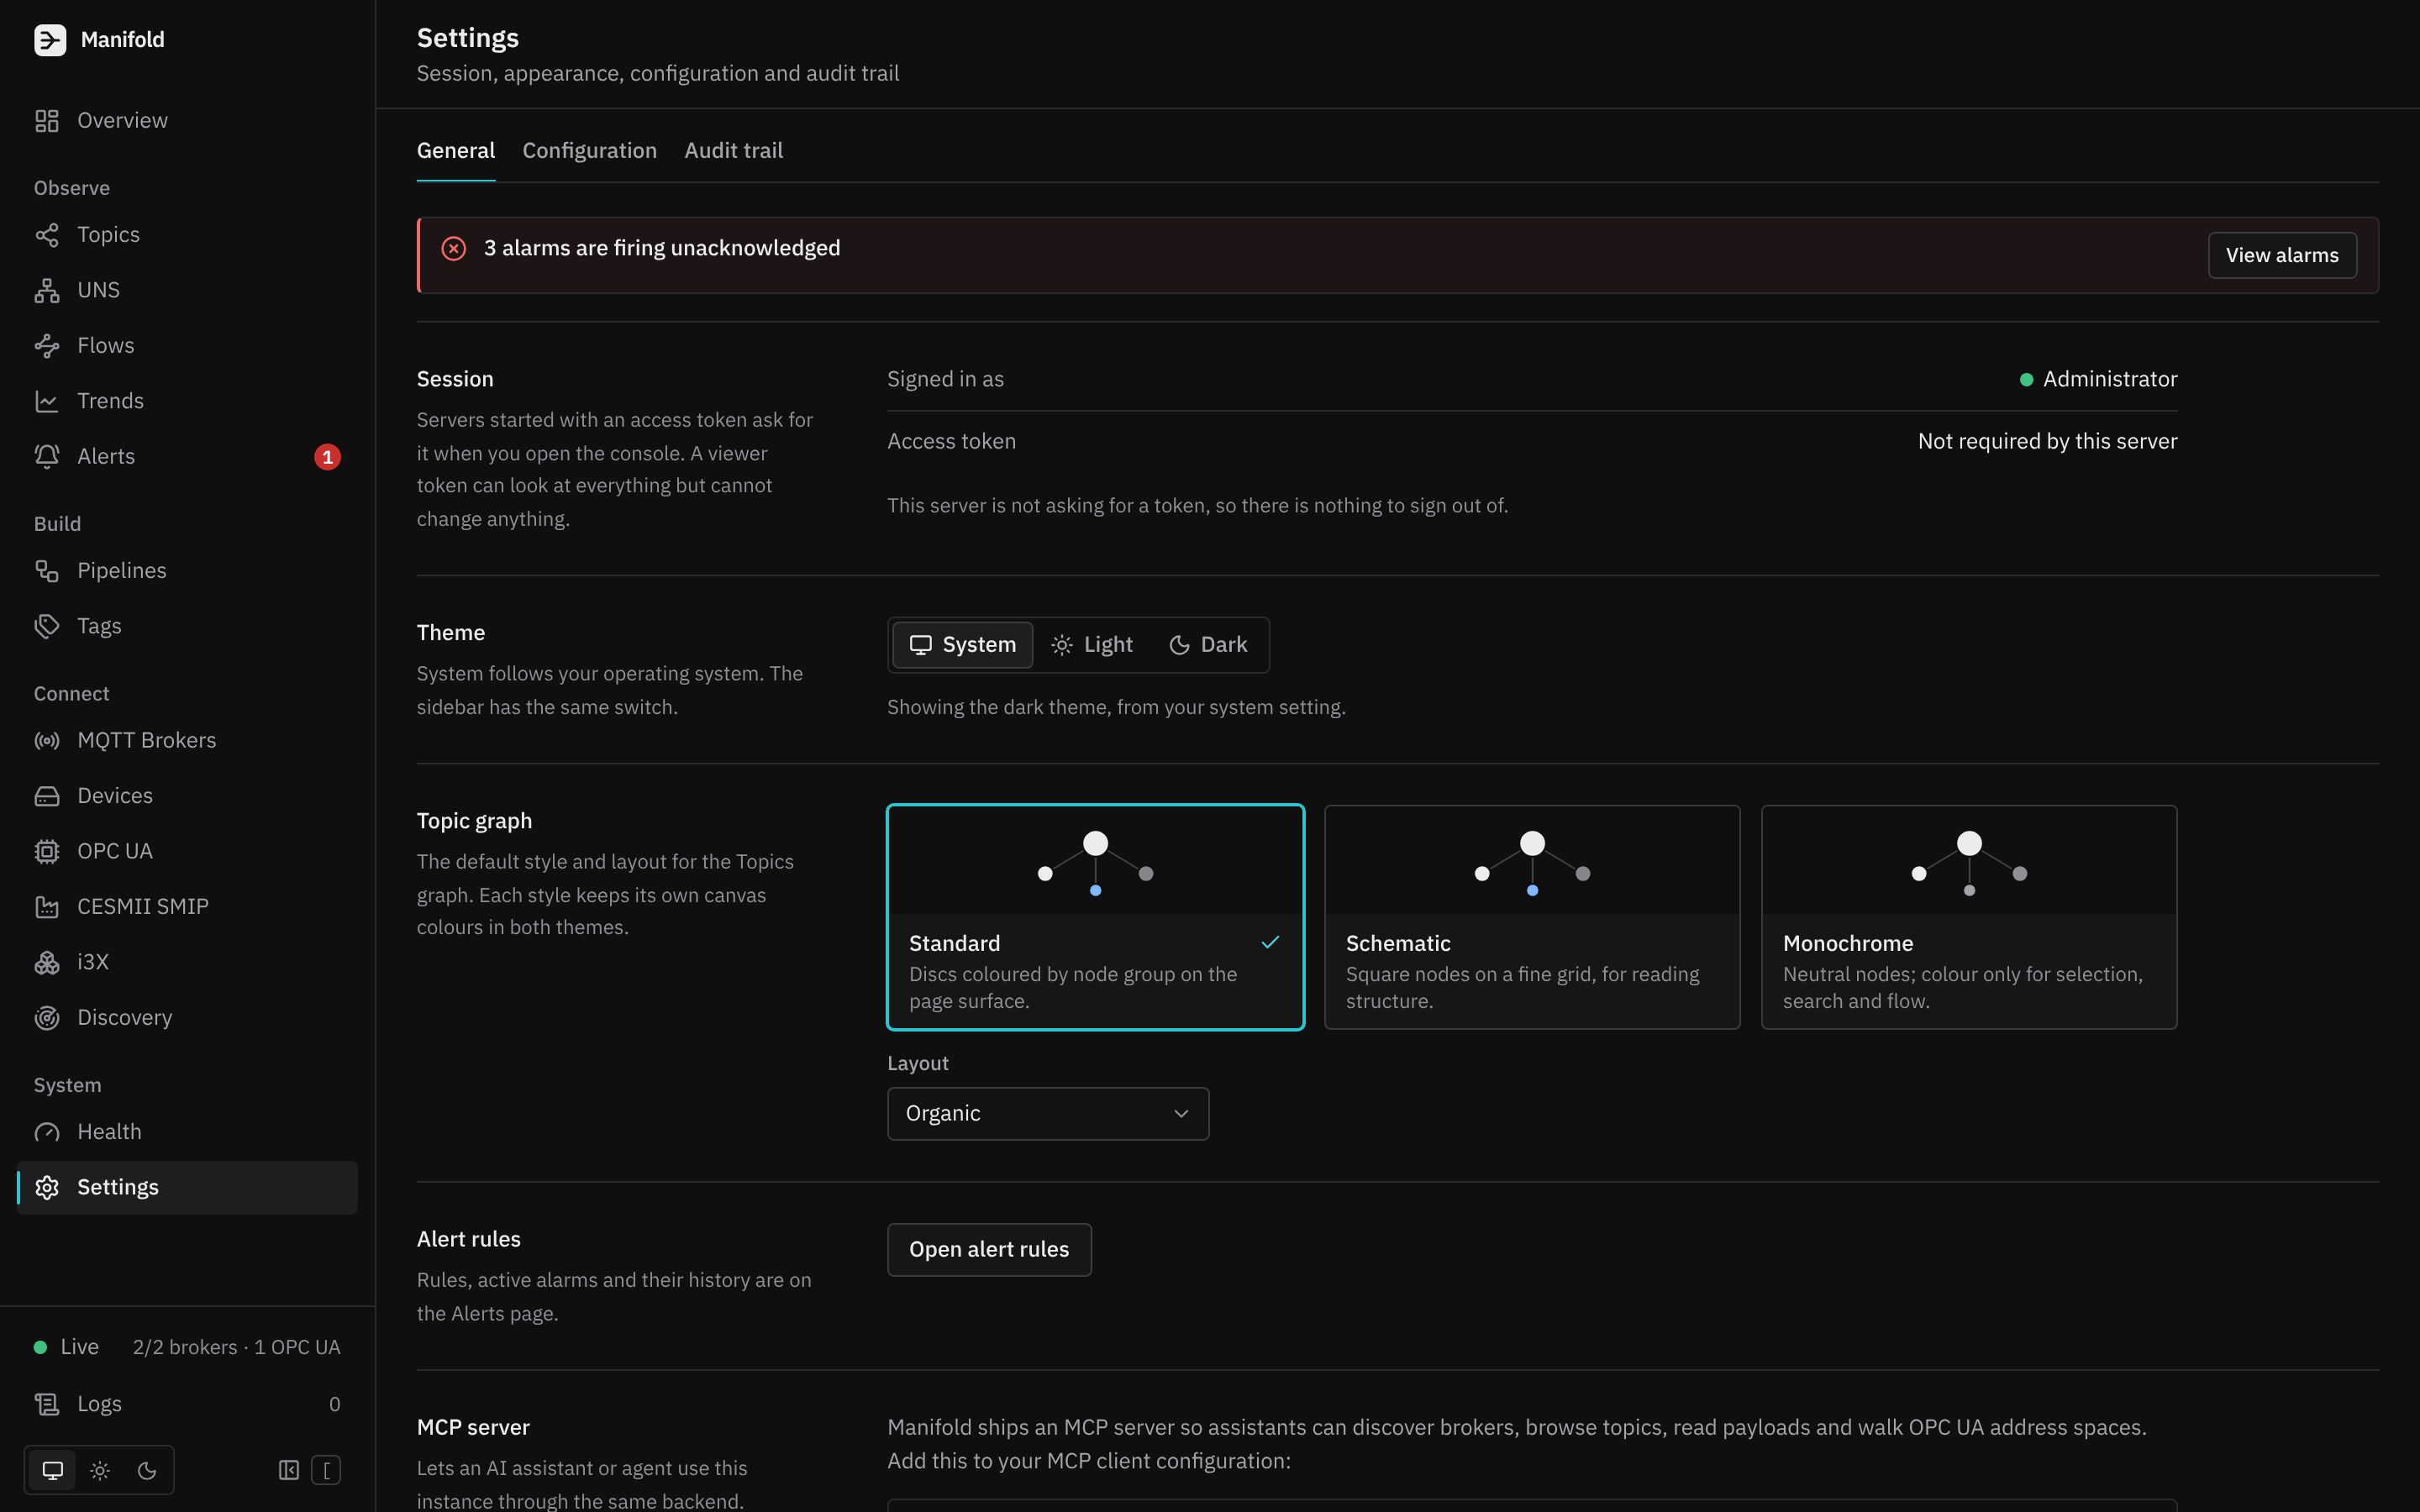 Manifold
Overview
Observe
Topics
UNS
Flows
Trends
Alerts 1
Build
Pipelines
Tags
Connect
MQTT Brokers
Devices
OPC UA
CESMII SMIP
i3X
Discovery
System
Health
Settings
Live 2/2 brokers · 1 OPC UA
Logs 0
[
Settings
Session, appearance, configuration and audit trail
General Configuration Audit trail
3 alarms are firing unacknowledged
View alarms
Session
Servers started with an access token ask for
it when you open the console. A viewer
token can look at everything but cannot
change anything.
Signed in as Administrator
Access token Not required by this server
This server is not asking for a token, so there is nothing to sign out of.
Theme
System follows your operating system. The
sidebar has the same switch.
System Light Dark
Showing the dark theme, from your system setting.
Topic graph
The default style and layout for the Topics
graph. Each style keeps its own canvas
colours in both themes.
Standard
Discs coloured by node group on the
page surface.
Schematic
Square nodes on a fine grid, for reading
structure.
Monochrome
Neutral nodes; colour only for selection,
search and flow.
Layout
Organic
Alert rules
Rules, active alarms and their history are on
the Alerts page.
Open alert rules
MCP server
Lets an AI assistant or agent use this
instance through the same backend.
Manifold ships an MCP server so assistants can discover brokers, browse topics, read payloads and walk OPC UA address spaces.
Add this to your MCP client configuration: